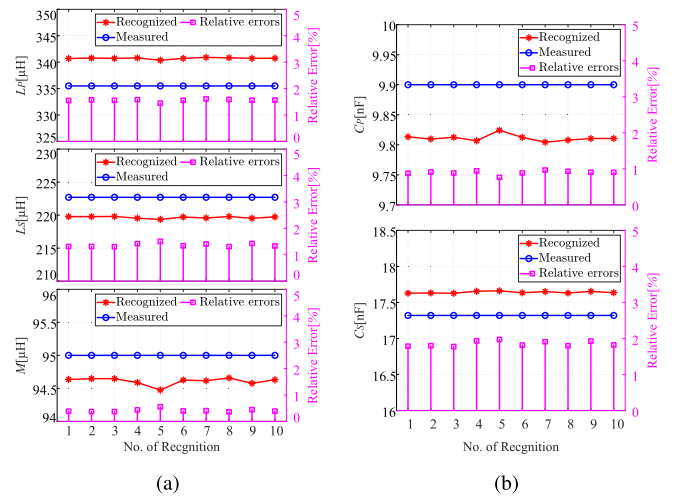 350
345
340
335
330
325
LP[µH]
Recognized
Relative errors
Measured
5
4
3
2
1
0
Relative Error[%]
230
225
220
215
210
LS[µH]
Recognized
Relative errors
Measured
5
4
3
2
1
0
Relative Error[%]
96
95.5
95
94.5
94
M[µH]
Recognized
Relative errors
Measured
5
4
3
2
1
0
Relative Error[%]
1 2 3 4 5 6 7 8 9 10
No. of Recgnition
(a)
10
9.95
9.9
9.85
9.8
9.75
9.7
CP[nF]
Recognized
Measured
Relative errors
5
4
3
2
1
0
Relative Error[%]
18.5
18
17.5
17
16.5
16
CS[nF]
Recognized
Measured
Relative errors
5
4
3
2
1
0
Relative Error[%]
1 2 3 4 5 6 7 8 9 10
No. of Recgnition
(b)